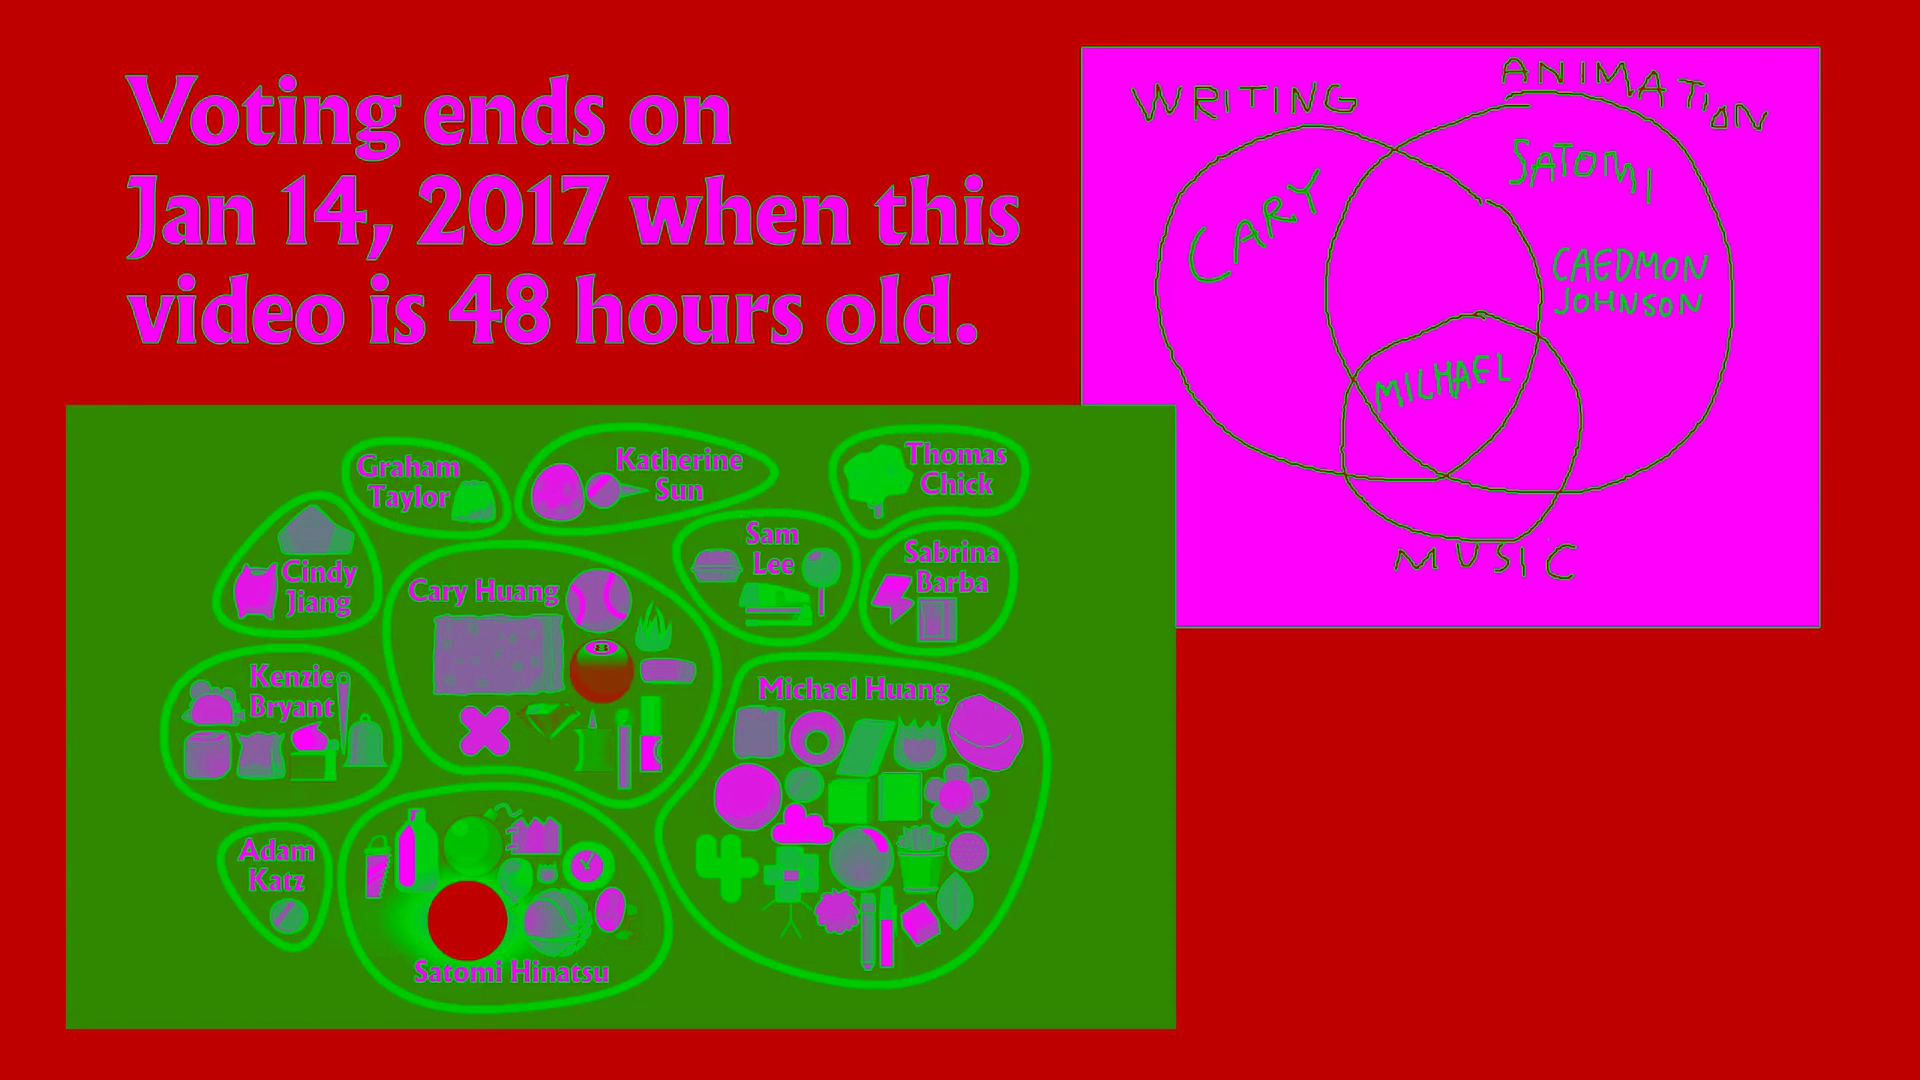 Voting ends on
Jan 14, 2017 when this
video is 48 hours old.
WRITING
ANIMATION
SATOMI
CARY
CAEDMON
JOHNSON
MILHAEL
MUSIC
Graham
Taylor
Katherine
Sun
Thomas
Chick
Cindy
Jiang
Cary Huang
8
Sam
Lee
Sabrina
Barba
Kenzie
Bryant
Michael Huang
Adam
Katz
Satomi Hinatsu